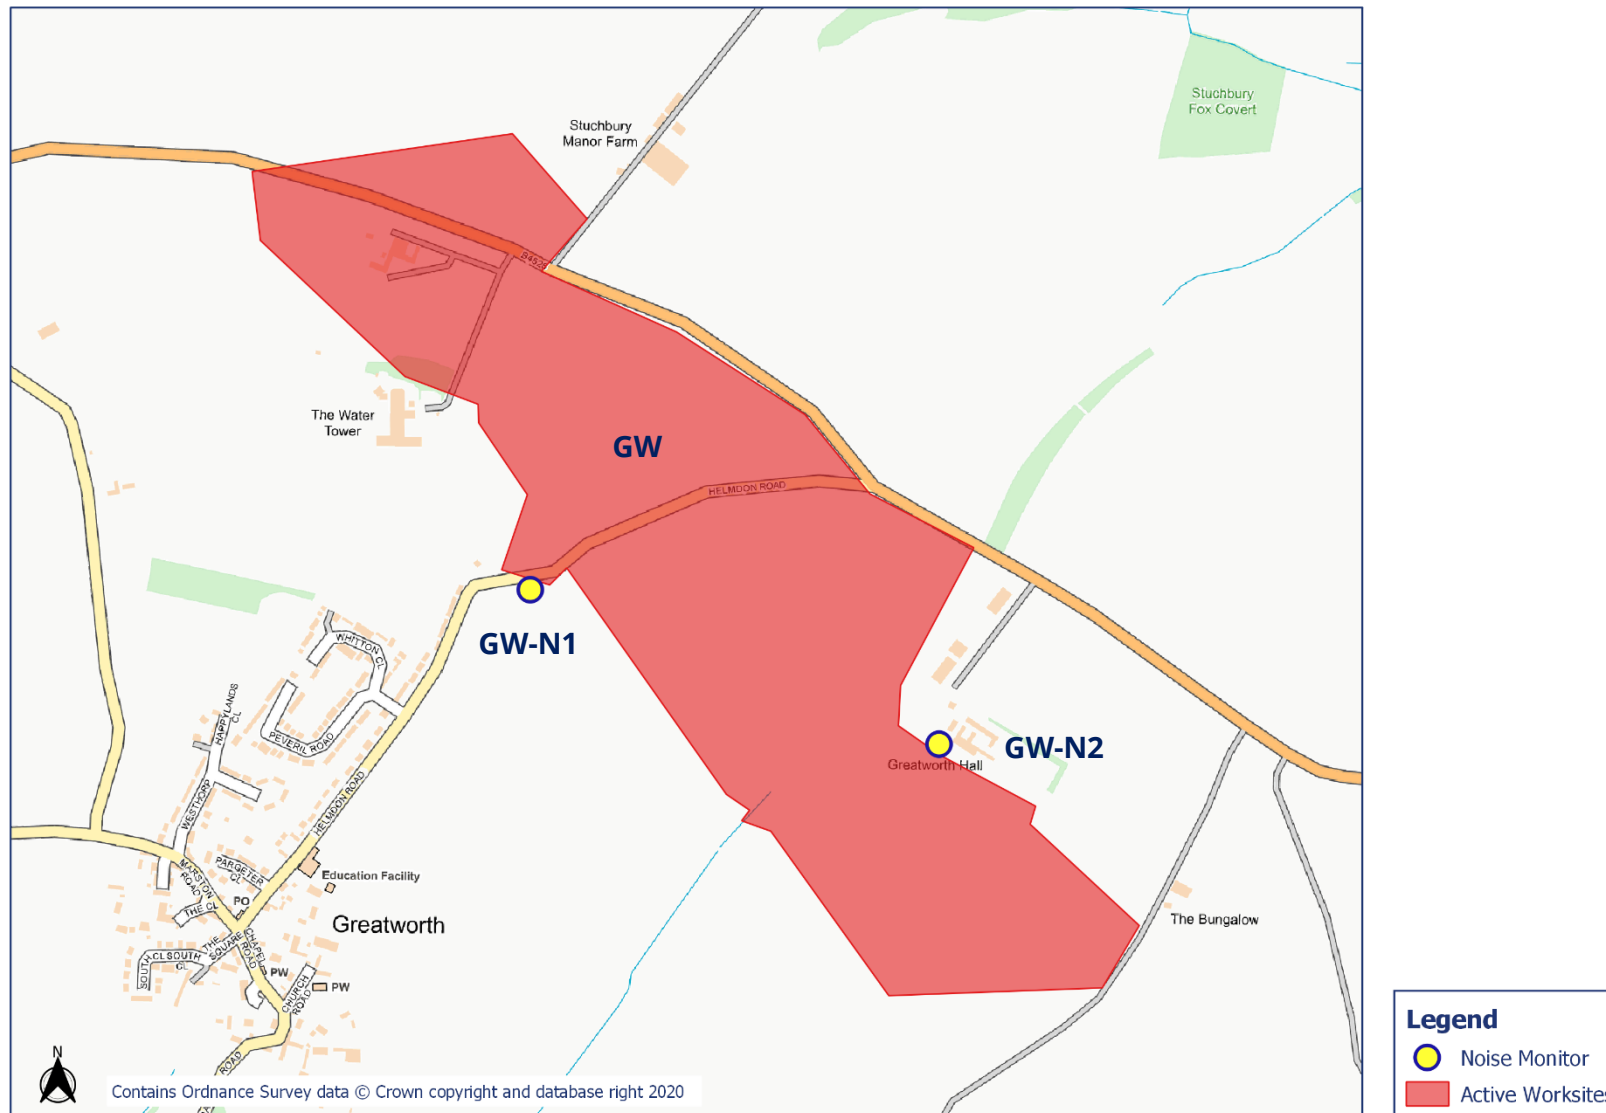 Stuchbury
Fox Covert
Stuchbury
Manor Farm
B4525
The Water
Tower
GW
HELMDON ROAD
GW-N1
WHITTON CL
HAPPYLANDS
CL
PEVERIL ROAD
GW-N2
Greatworth Hall
WESTHORP
HELMDON ROAD
MARSTON
ROAD
PARGETER
CL
Education Facility
PO
THE CL
Greatworth
The Bungalow
THE
SQUARE
CHAPEL
ROAD
SOUTH CL
SOUTH
CL
PW
CHURCH
ROAD
PW
ROAD
N
Contains Ordnance Survey data © Crown copyright and database right 2020
Legend
Noise Monitor
Active Worksites